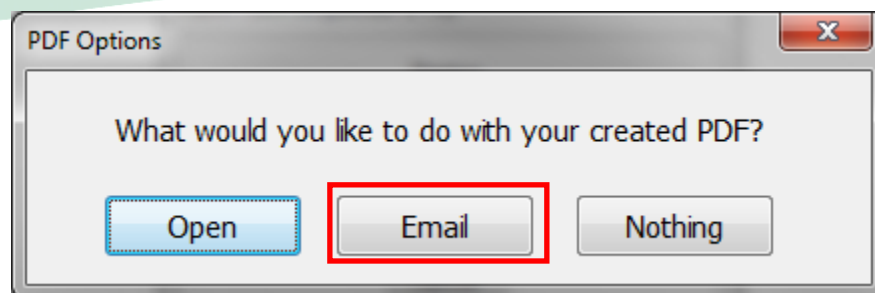 PDF Options
What would you like to do with your created PDF?
Open Email Nothing